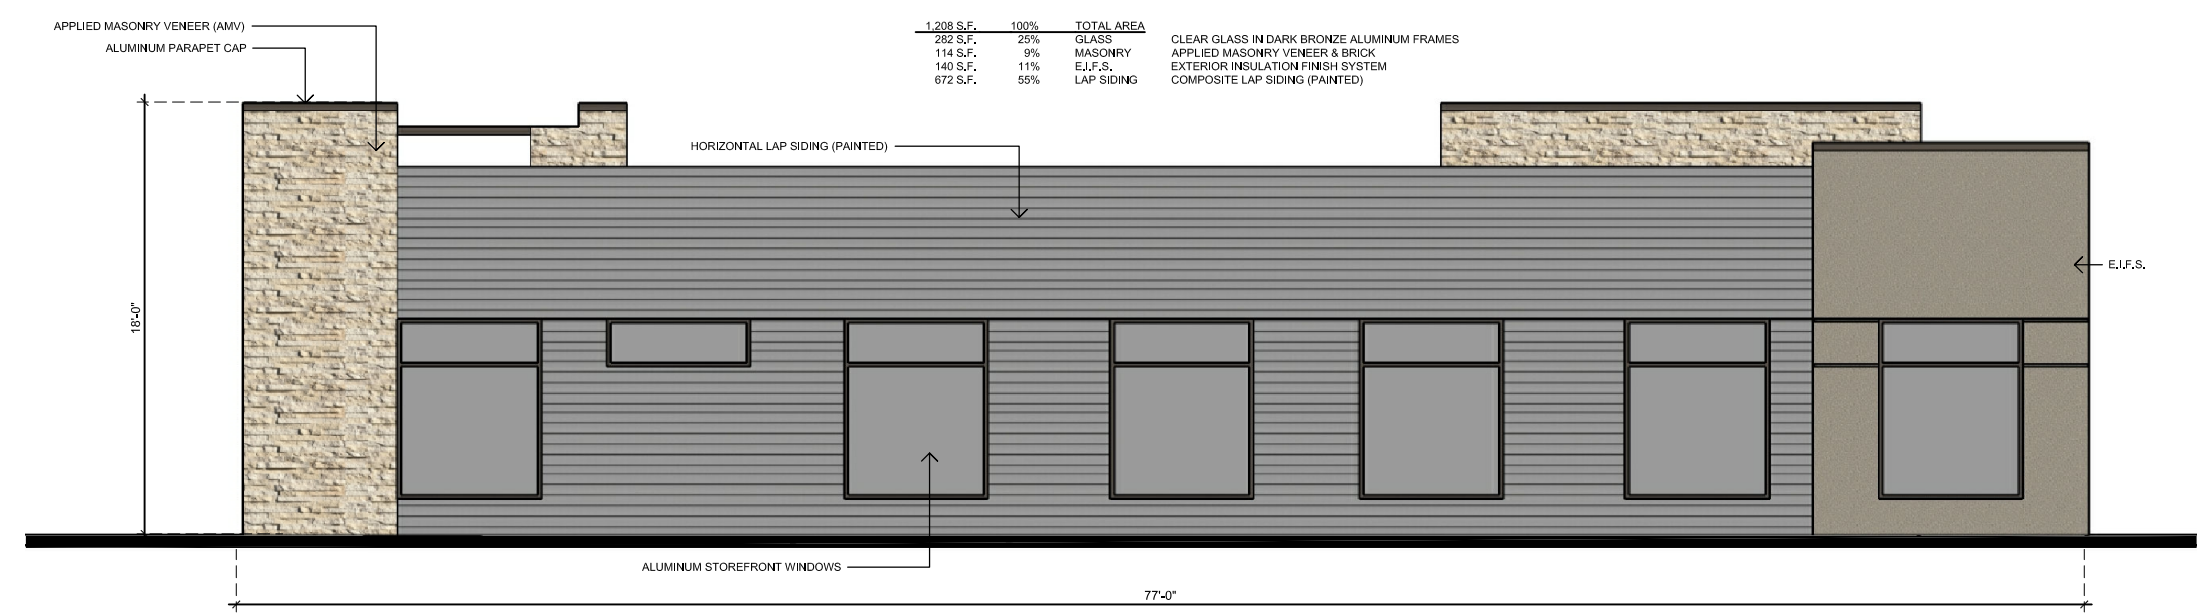 APPLIED MASONRY VENEER (AMV)
ALUMINUM PARAPET CAP
1,208 S.F. 100% TOTAL AREA
282 S.F. 25% GLASS CLEAR GLASS IN DARK BRONZE ALUMINUM FRAMES
114 S.F. 9% MASONRY APPLIED MASONRY VENEER & BRICK
140 S.F. 11% E.I.F.S. EXTERIOR INSULATION FINISH SYSTEM
672 S.F. 55% LAP SIDING COMPOSITE LAP SIDING (PAINTED)
HORIZONTAL LAP SIDING (PAINTED)
E.I.F.S.
18'-0"
ALUMINUM STOREFRONT WINDOWS
77'-0"